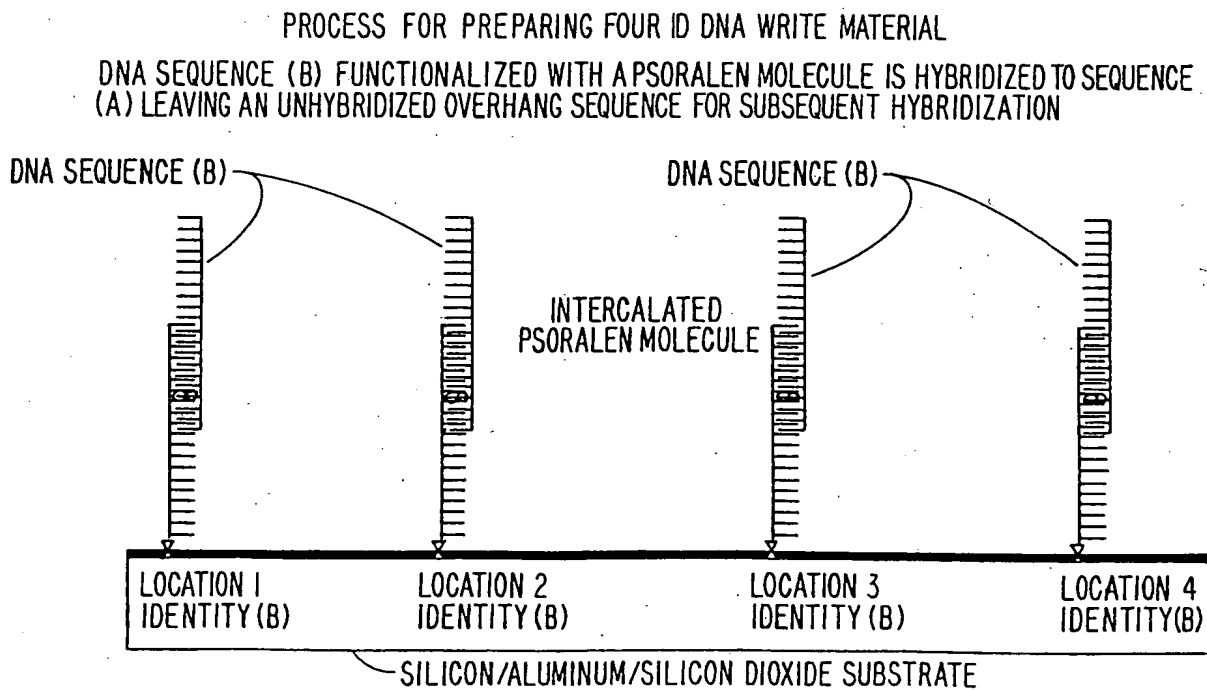 PROCESS FOR PREPARING FOUR ID DNA WRITE MATERIAL
DNA SEQUENCE (B) FUNCTIONALIZED WITH A PSORALEN MOLECULE IS HYBRIDIZED TO SEQUENCE
(A) LEAVING AN UNHYBRIDIZED OVERHANG SEQUENCE FOR SUBSEQUENT HYBRIDIZATION
DNA SEQUENCE (B)
DNA SEQUENCE (B)
INTERCALATED
PSORALEN MOLECULE
LOCATION 1
IDENTITY (B)
LOCATION 2
IDENTITY (B)
LOCATION 3
IDENTITY (B)
LOCATION 4
IDENTITY (B)
SILICON/ALUMINUM/SILICON DIOXIDE SUBSTRATE